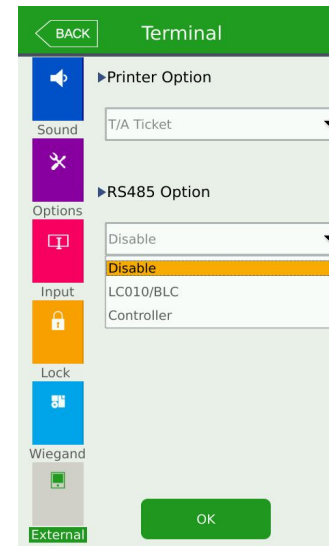 BACK
Terminal
Sound
Options
Input
Lock
Wiegand
External
Printer Option
T/A Ticket
RS485 Option
Disable
Disable
LC010/BLC
Controller
OK